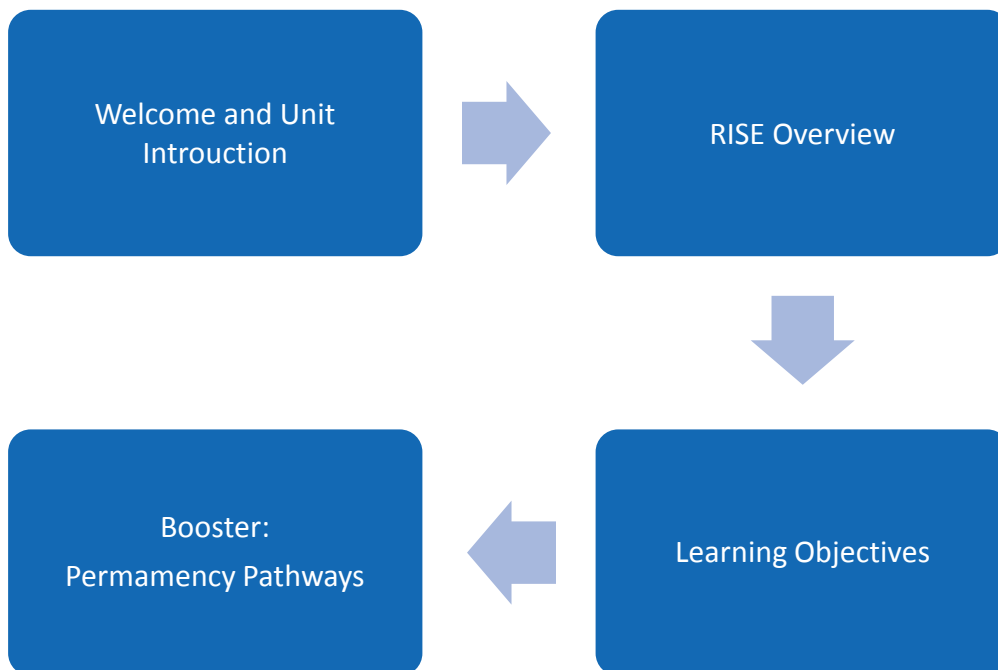 Welcome and Unit
Introuction
RISE Overview
Learning Objectives
Booster:
Permamency Pathways